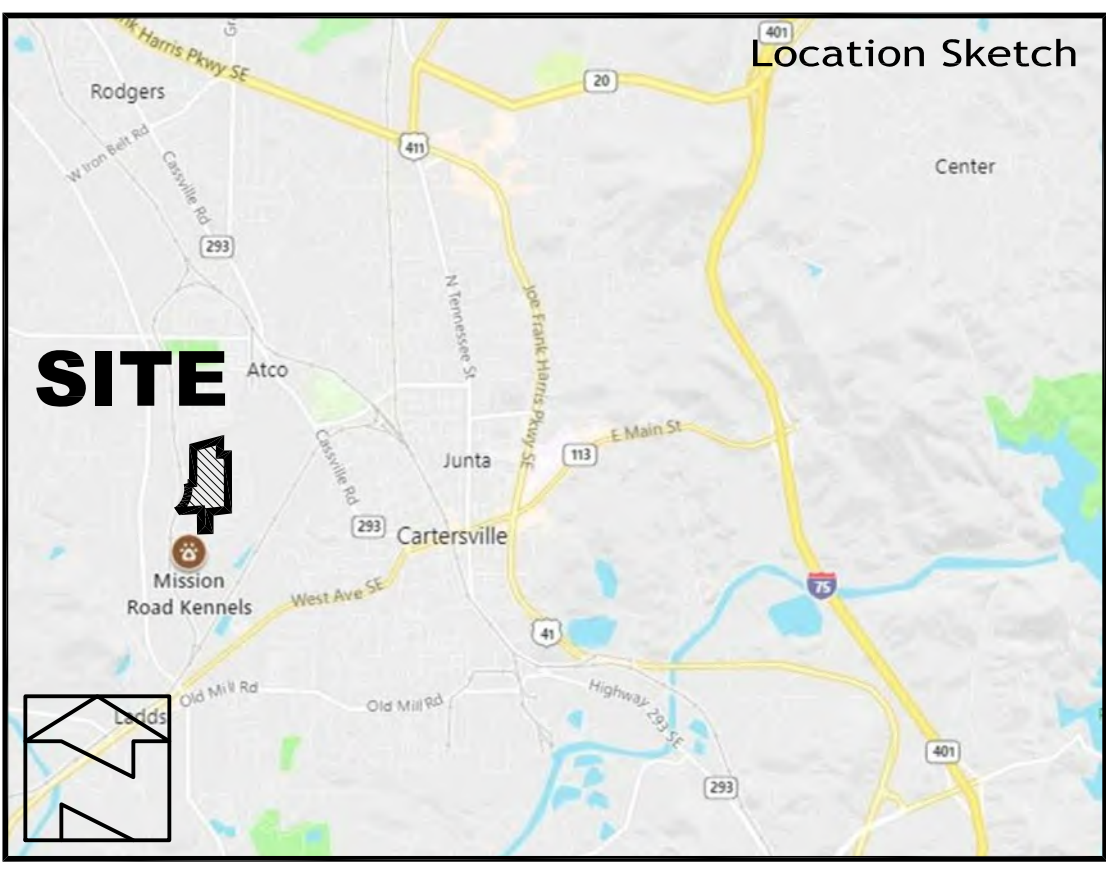 Location Sketch
401
Gr
nk Harris Pkwy SE
20
Rodgers
411
W Iron Belt Rd
Center
Cassville Rd
293
N Tennessee St
Joe Frank Harris Pkwy SE
SITE
Atco
E Main St
113
Junta
Cassville Rd
293
Cartersville
Mission
Road Kennels
75
West Ave SE
41
Old Mill Rd
Old Mill Rd
Highway 293 SE
Ladds
401
293